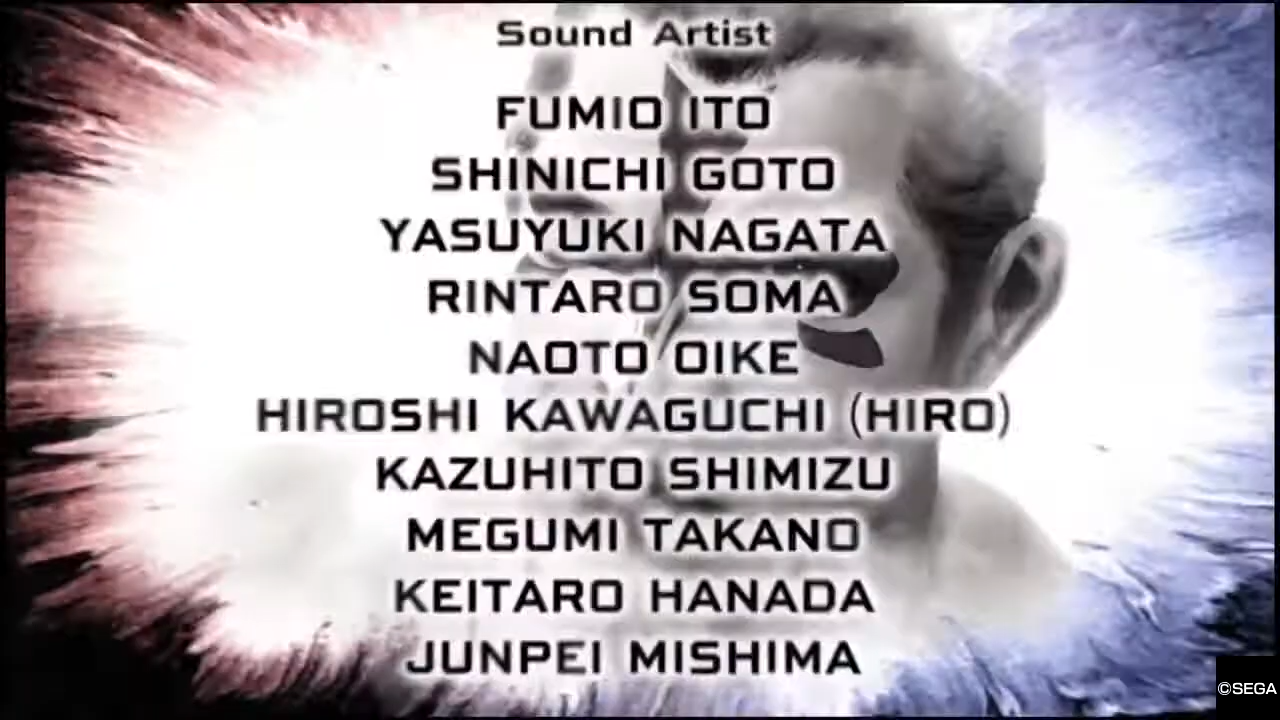 Sound Artist
FUMIO ITO
SHINICHI GOTO
YASUYUKI NAGATA
RINTARO SOMA
NAOTO OIKE
HIROSHI KAWAGUCHI (HIRO)
KAZUHITO SHIMIZU
MEGUMI TAKANO
KEITARO HANADA
JUNPEI MISHIMA
©SEGA